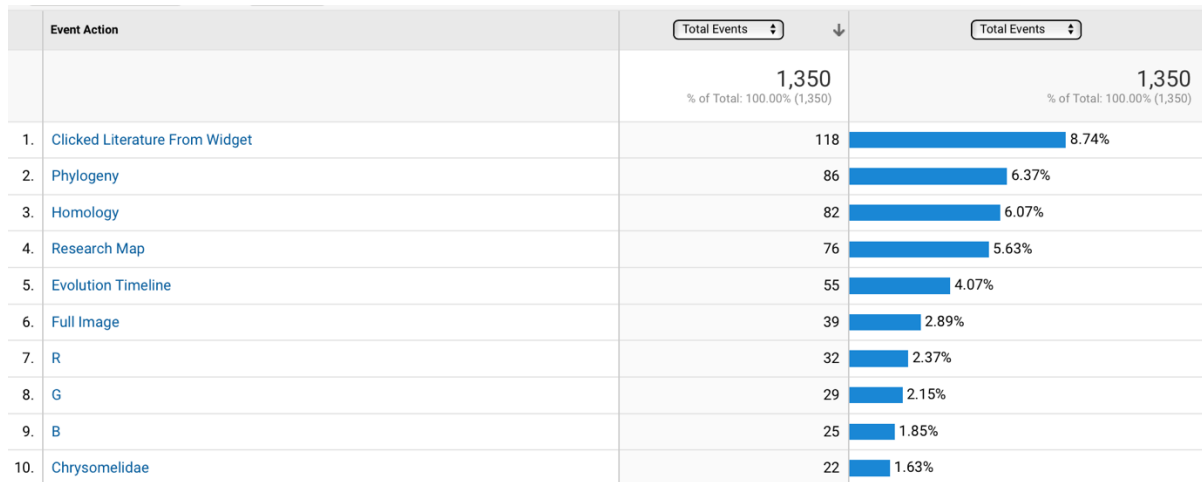 Event Action Total Events Total Events
1,350 1,350
% of Total: 100.00% (1,350) % of Total: 100.00% (1,350)
1. Clicked Literature From Widget 118 8.74%
2. Phylogeny 86 6.37%
3. Homology 82 6.07%
4. Research Map 76 5.63%
5. Evolution Timeline 55 4.07%
6. Full Image 39 2.89%
7. R 32 2.37%
8. G 29 2.15%
9. B 25 1.85%
10. Chrysomelidae 22 1.63%